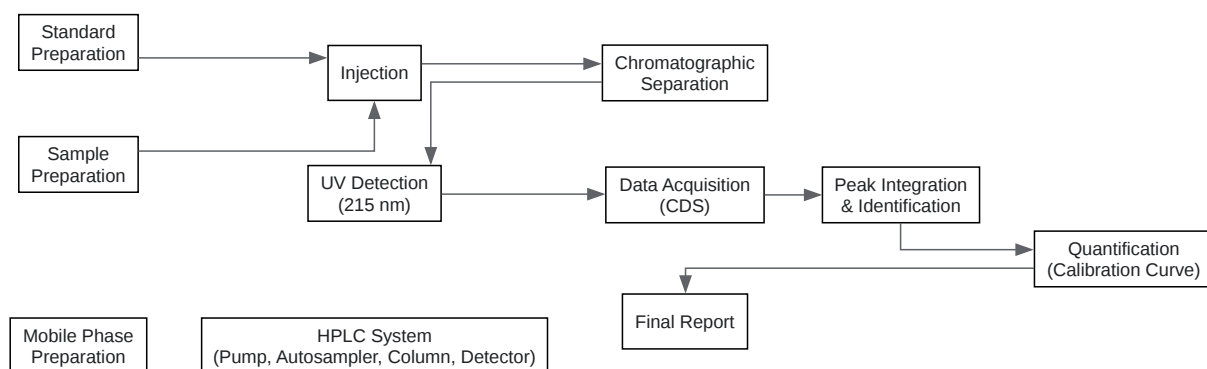 Standard
Preparation
Injection
Chromatographic
Separation
Sample
Preparation
UV Detection
(215 nm)
Data Acquisition
(CDS)
Peak Integration
& Identification
Quantification
(Calibration Curve)
Final Report
Mobile Phase
Preparation
HPLC System
(Pump, Autosampler, Column, Detector)